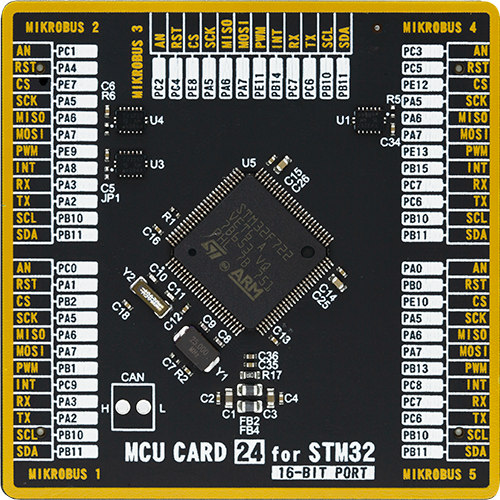 MIKROBUS 2
AN PC1
RST PA4
CS PE7
SCK PA5
MISO PA6
MOSI PA7
PWM PE9
INT PA8
RX PA3
TX PA2
SCL PB10
SDA PB11
MIKROBUS 3
AN PC2
RST PC4
CS PE8
SCK PA5
MISO PA6
MOSI PA7
PWM PE11
INT PB14
RX PC7
TX PC6
SCL PB10
SDA PB11
MIKROBUS 4
PC3 AN
PC5 RST
PE12 CS
PA5 SCK
PA6 MISO
PA7 MOSI
PE13 PWM
PB15 INT
PC7 RX
PC6 TX
PB10 SCL
PB11 SDA
C6
R6
U4
U3
C5
JP1
U1
R5
C34
U5
R1
C16
STM32F722
ARM
C14
C25
Y2
C10
C11
C12
C18
C9
C8
C13
C7
R2
Y1
C36
C35
R17
C2
C4
C1
C3
FB2
FB4
CAN
H L
AN PC0
RST PA1
CS PB2
SCK PA5
MISO PA6
MOSI PA7
PWM PB1
INT PC9
RX PA3
TX PA2
SCL PB10
SDA PB11
MIKROBUS 1
PA0 AN
PB0 RST
PE10 CS
PA5 SCK
PA6 MISO
PA7 MOSI
PB13 PWM
PC8 INT
PC7 RX
PC6 TX
PB10 SCL
PB11 SDA
MIKROBUS 5
MCU CARD 24 for STM32
16-BIT PORT